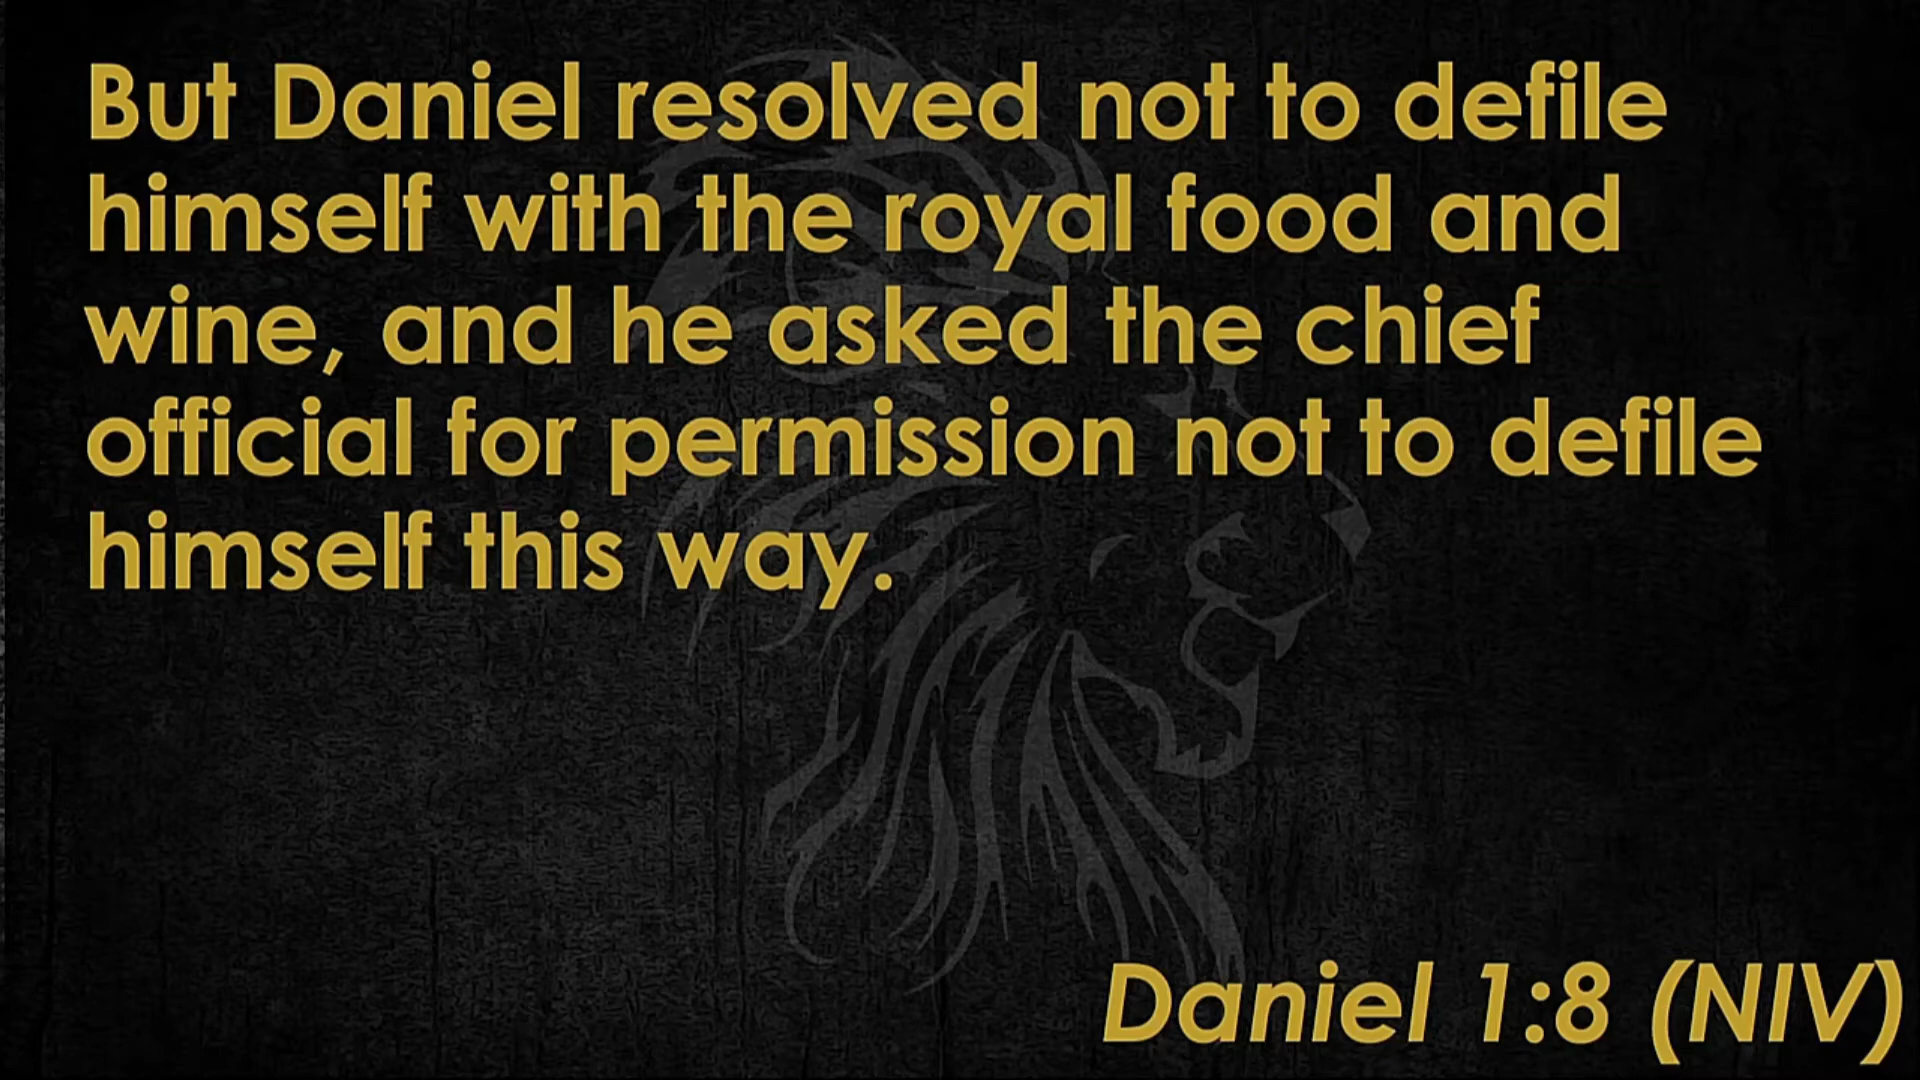 But Daniel resolved not to defile
himself with the royal food and
wine, and he asked the chief
official for permission not to defile
himself this way.
Daniel 1:8 (NIV)